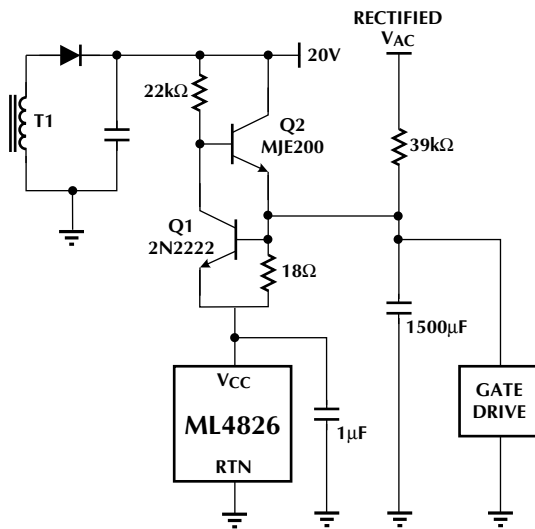 RECTIFIED
VAC
20V
22kΩ
T1
Q2
MJE200
39kΩ
Q1
2N2222
18Ω
1500µF
VCC
ML4826
RTN
1µF
GATE
DRIVE